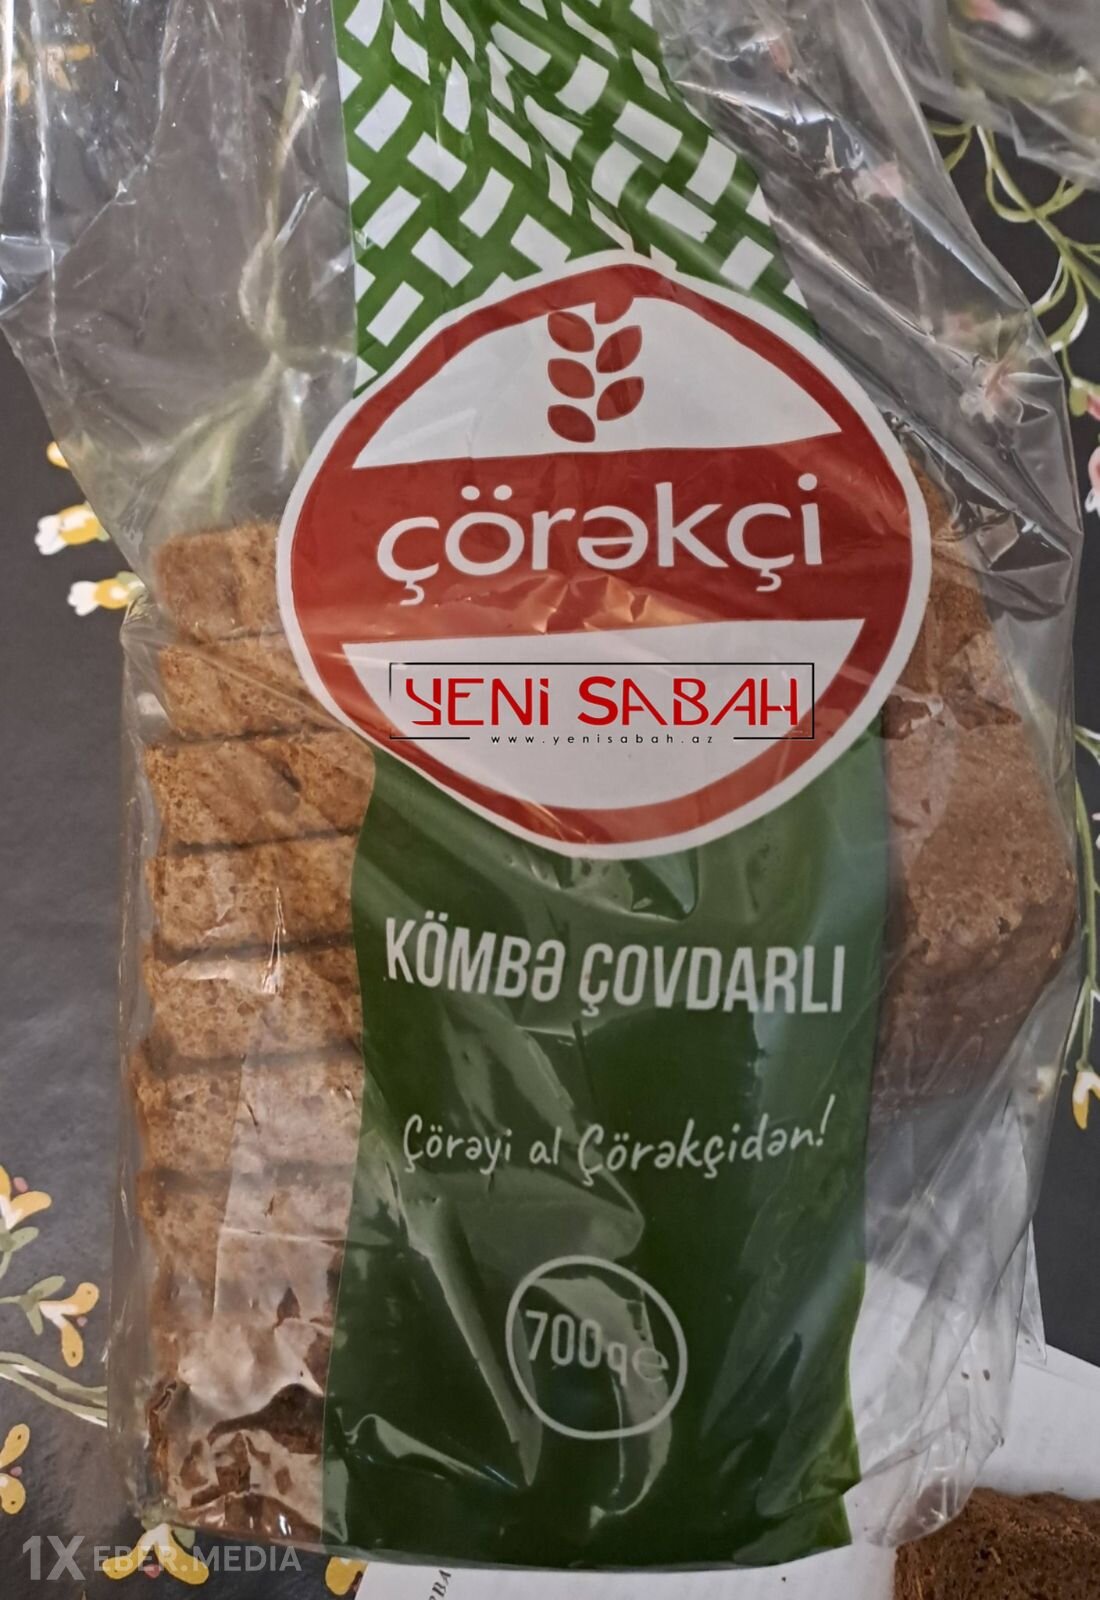 çörəkçi
YENİ SABAH
www.yenisabah.az
KÖMBƏ ÇOVDARLI
Çörəyi al Çörəkçidən!
700q e
1XEBER.MEDIA